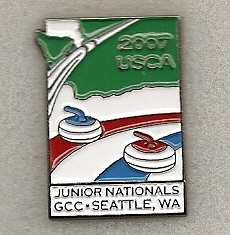 2007
USCA
JUNIOR NATIONALS
GCC • SEATTLE, WA